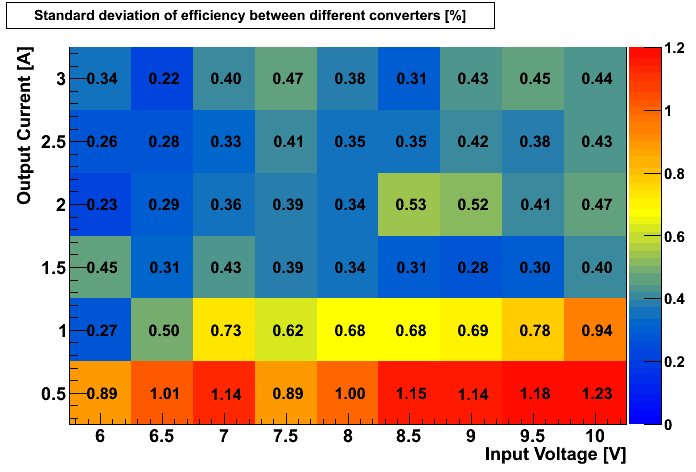 Standard deviation of efficiency between different converters [%]
Output Current [A]
3 0.34 0.22 0.40 0.47 0.38 0.31 0.43 0.45 0.44
2.5 0.26 0.28 0.33 0.41 0.35 0.35 0.42 0.38 0.43
2 0.23 0.29 0.36 0.39 0.34 0.53 0.52 0.41 0.47
1.5 0.45 0.31 0.43 0.39 0.34 0.31 0.28 0.30 0.40
1 0.27 0.50 0.73 0.62 0.68 0.68 0.69 0.78 0.94
0.5 0.89 1.01 1.14 0.89 1.00 1.15 1.14 1.18 1.23
6 6.5 7 7.5 8 8.5 9 9.5 10
Input Voltage [V]
1.2
1
0.8
0.6
0.4
0.2
0